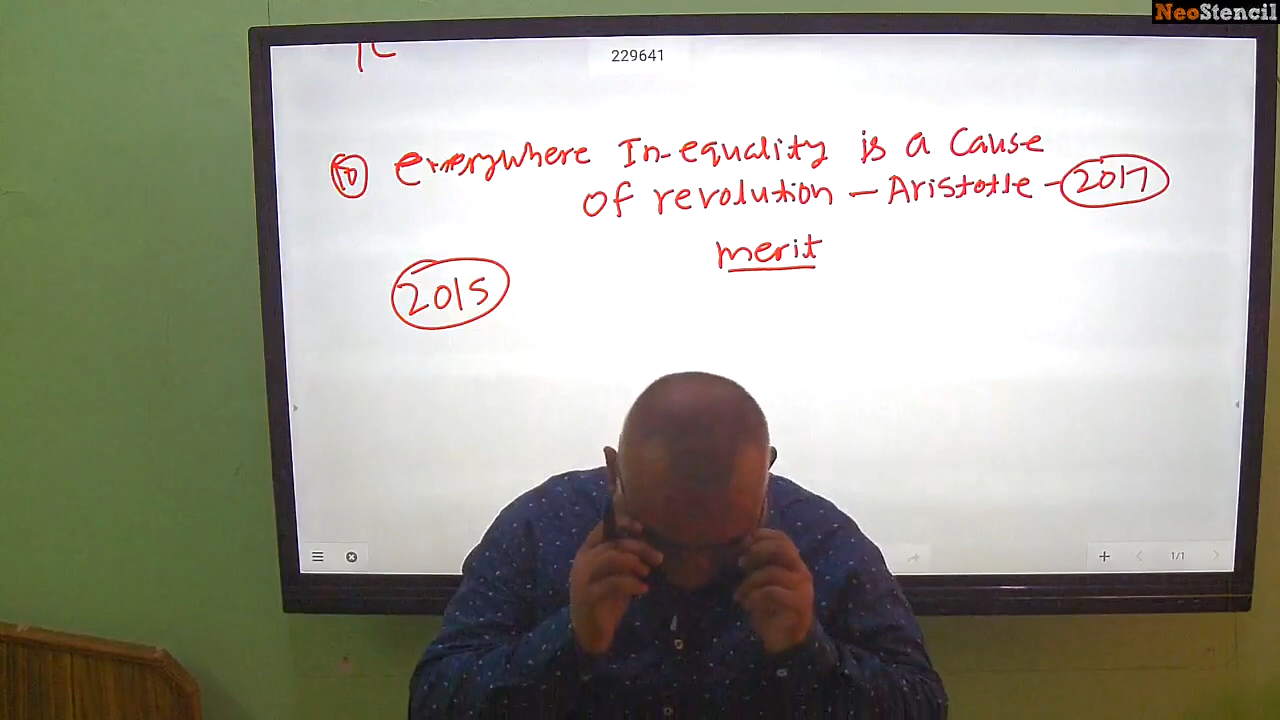 NeoStencil
229641
10 everywhere In-equality is a Cause
of revolution - Aristotle - 2017
merit
2015
1/1